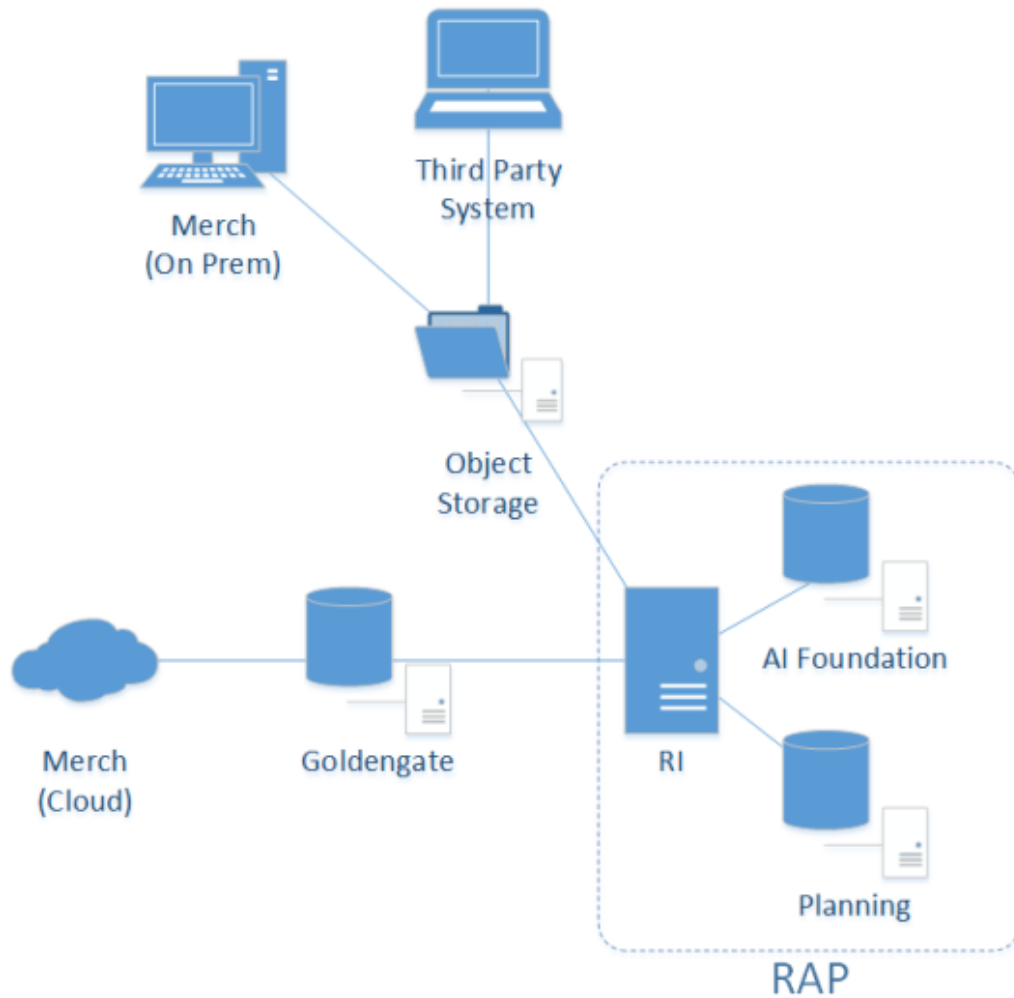 Third Party
System
Merch
(On Prem)
Object
Storage
AI Foundation
Merch
(Cloud)
Goldengate
RI
Planning
RAP